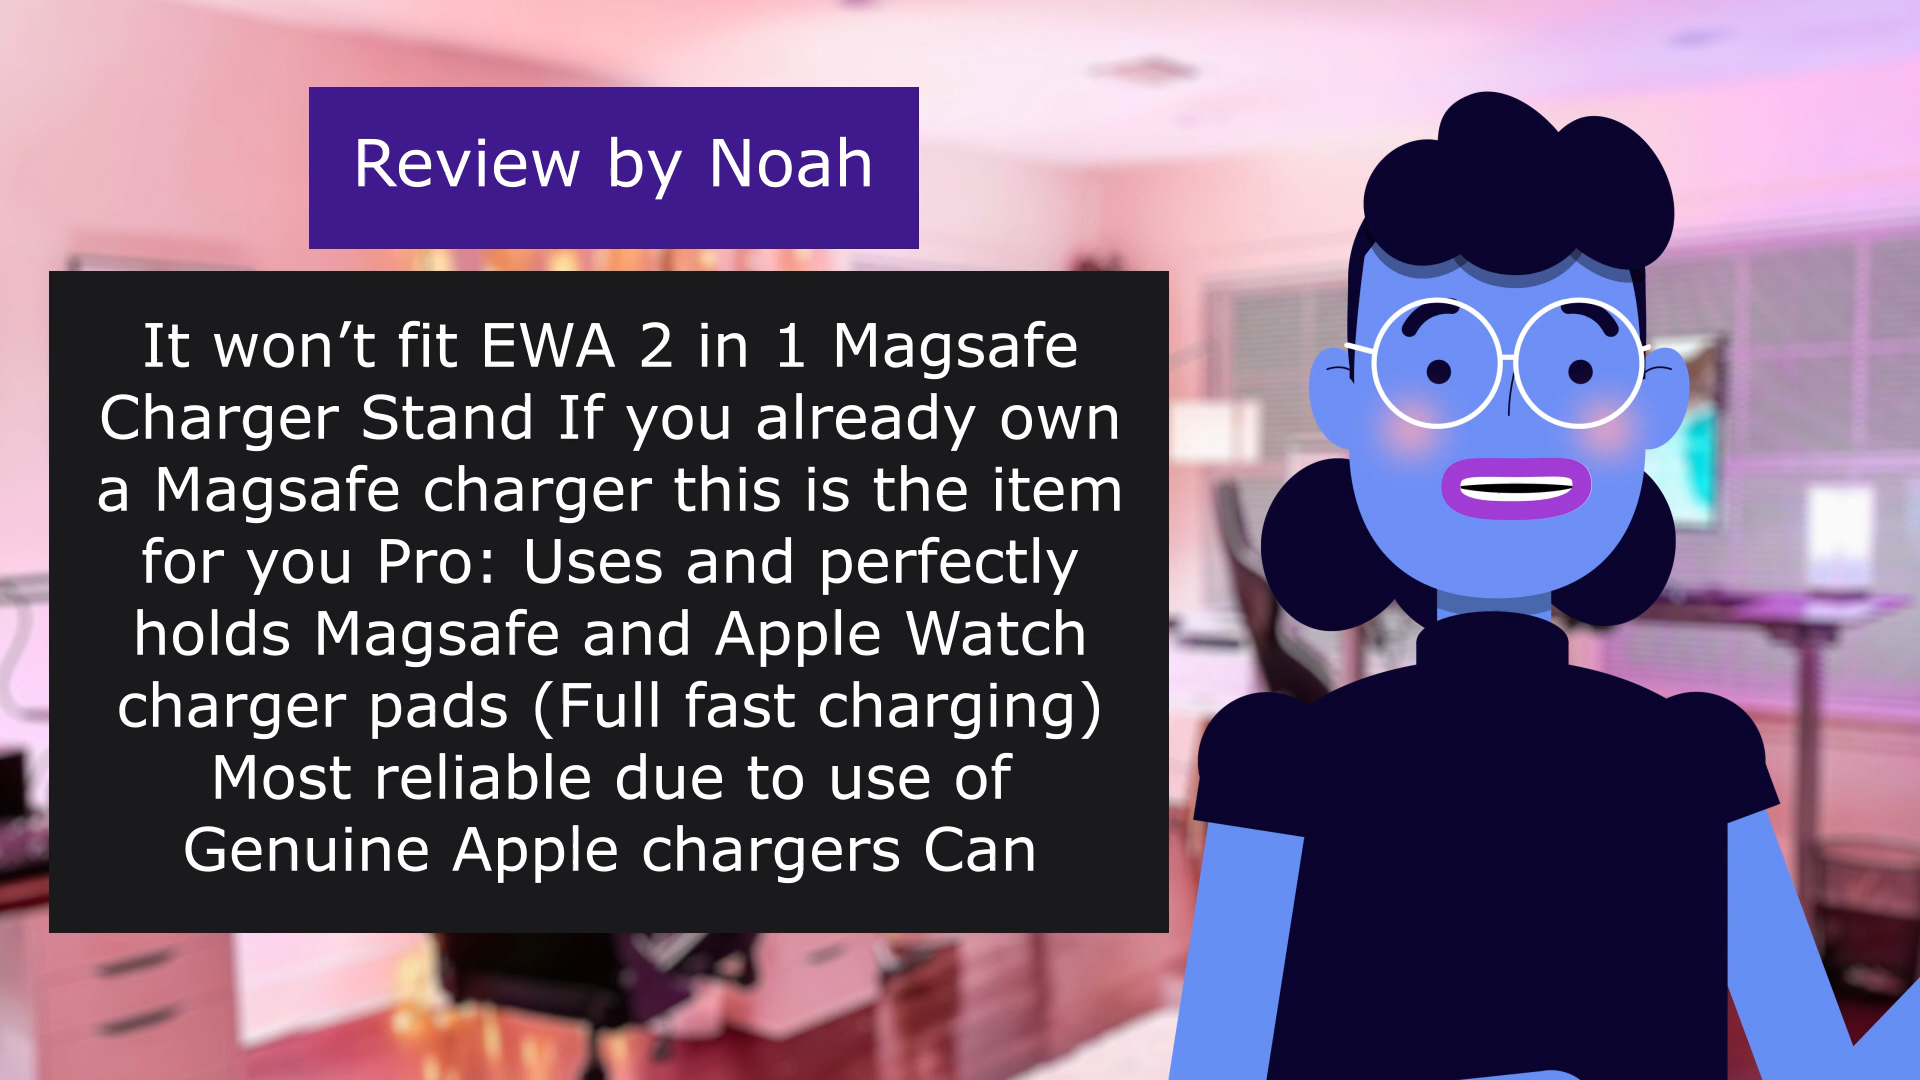 Review by Noah
It won’t fit EWA 2 in 1 Magsafe
Charger Stand If you already own
a Magsafe charger this is the item
for you Pro: Uses and perfectly
holds Magsafe and Apple Watch
charger pads (Full fast charging)
Most reliable due to use of
Genuine Apple chargers Can